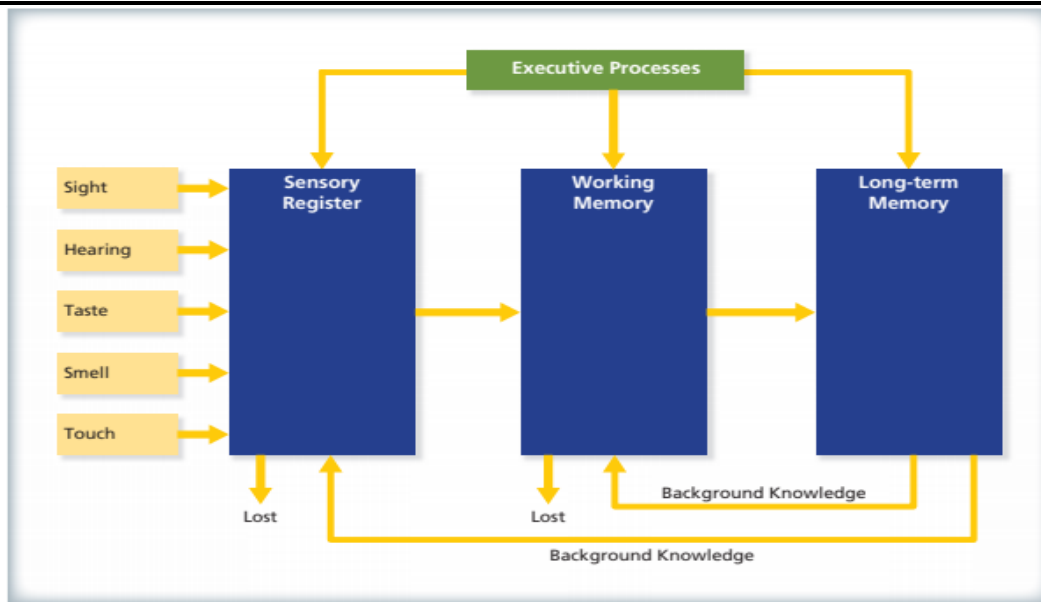 Executive Processes
Sight
Hearing
Taste
Smell
Touch
Sensory
Register
Working
Memory
Long-term
Memory
Lost
Lost
Background Knowledge
Background Knowledge